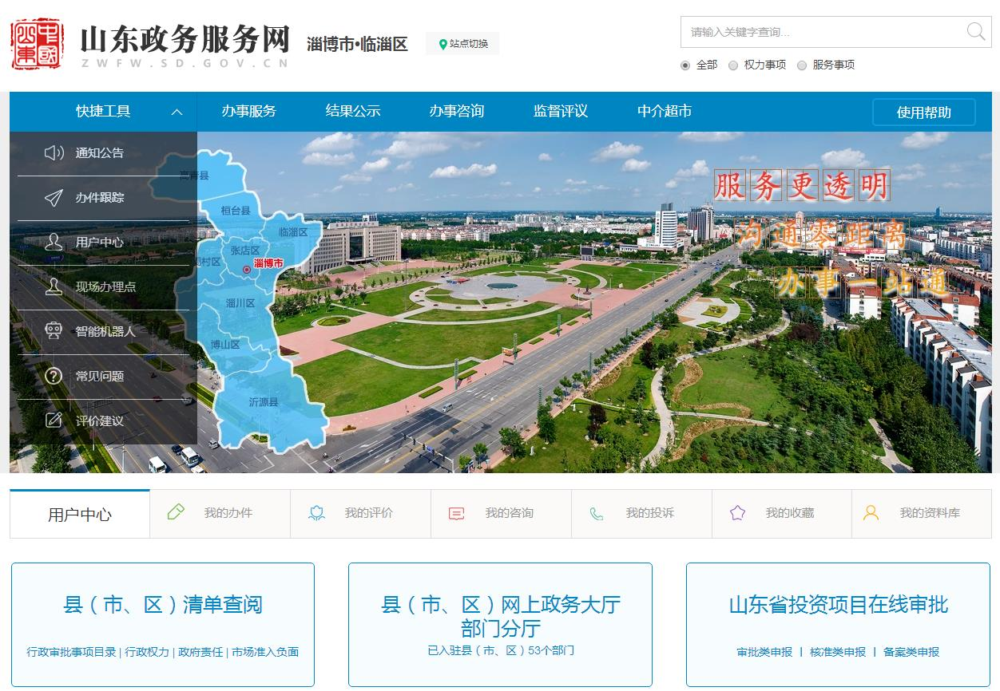 山东政务服务网
ZWFW.SD.GOV.CN
淄博市•临淄区
站点切换
请输入关键字查询...
全部 权力事项 服务事项
快捷工具 办事服务 结果公示 办事咨询 监督评议 中介超市 使用帮助
通知公告
办件跟踪
用户中心
现场办理点
智能机器人
常见问题
评价建议
高青县
桓台县
临淄区
张店区
村区
淄博市
淄川区
博山区
沂源县
服务更透明
沟通零距离
办事一站通
用户中心 我的办件 我的评价 我的咨询 我的投诉 我的收藏 我的资料库
县（市、区）清单查阅
行政审批事项目录 | 行政权力 | 政府责任 | 市场准入负面
县（市、区）网上政务大厅
部门分厅
已入驻县（市、区）53个部门
山东省投资项目在线审批
审批类申报 | 核准类申报 | 备案类申报